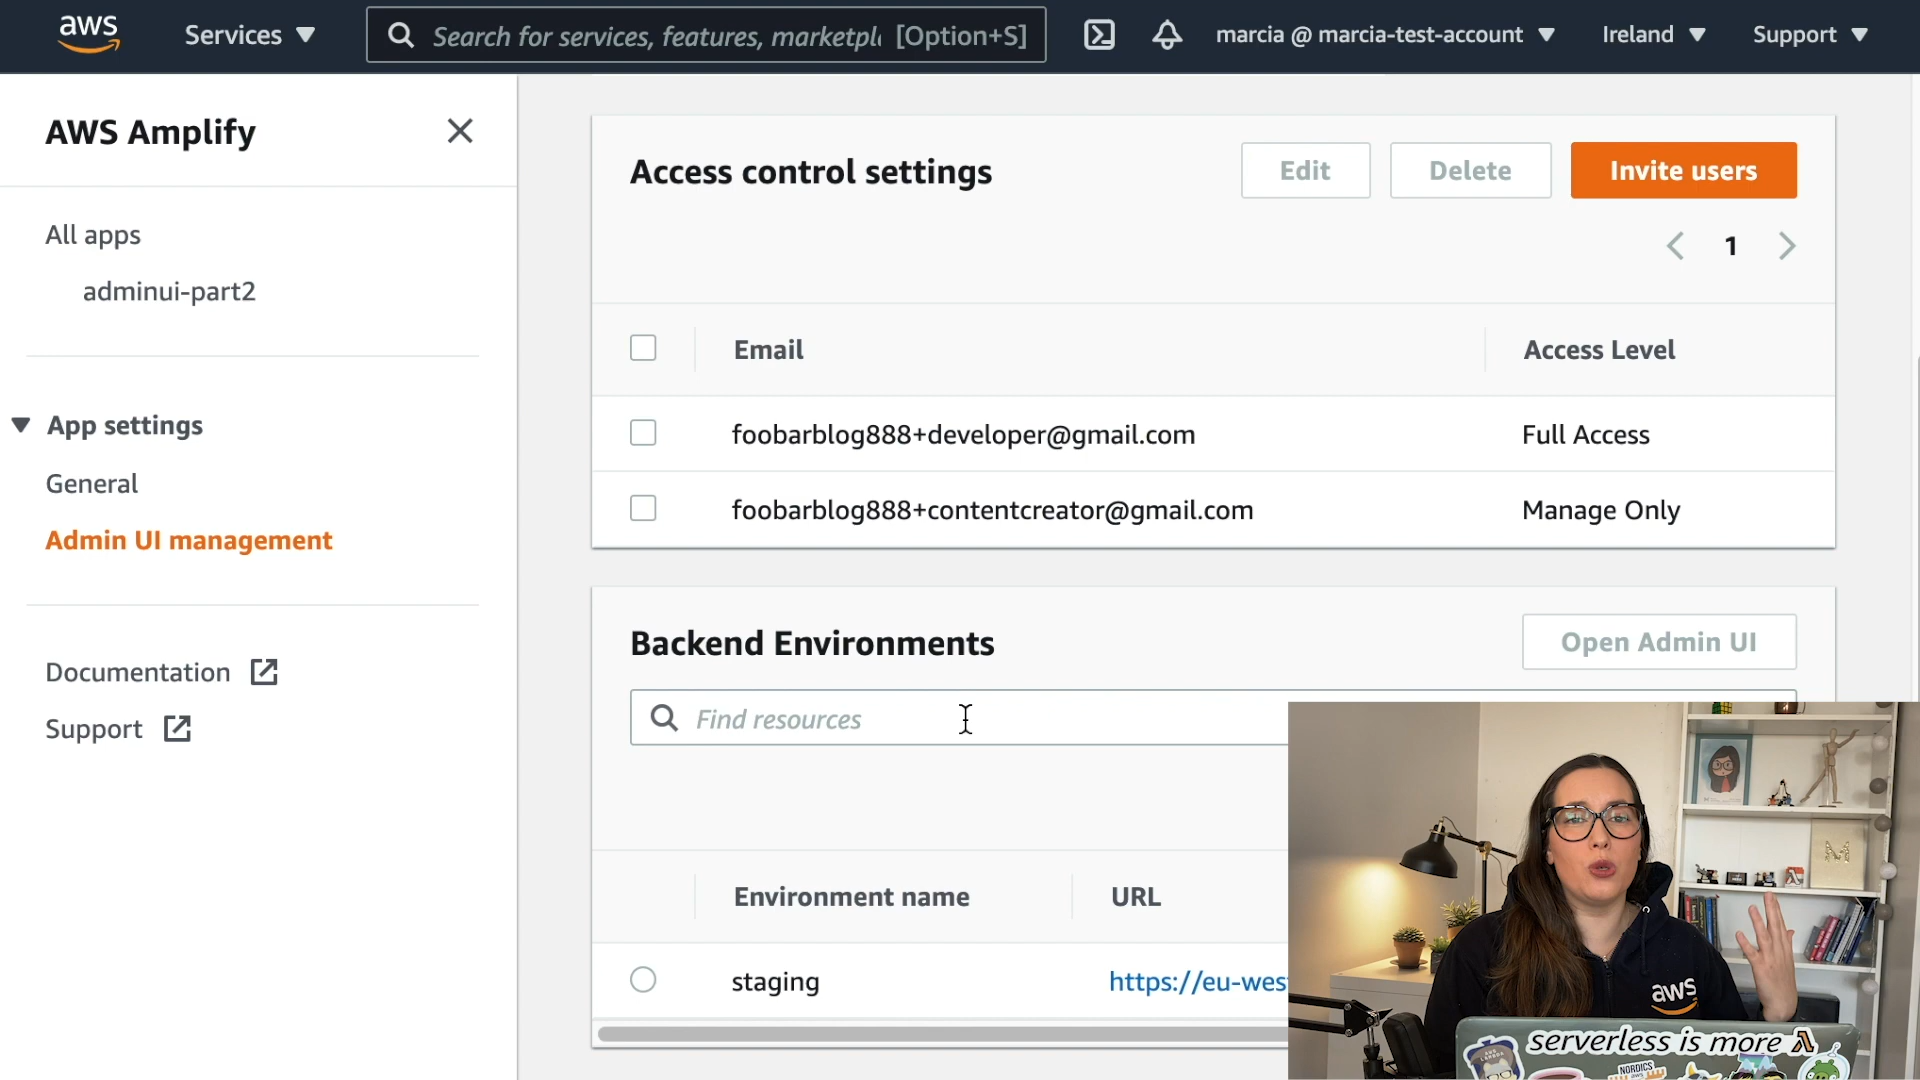 aws
Services
Search for services, features, marketpl
[Option+S]
marcia @ marcia-test-account
Ireland
Support
AWS Amplify
All apps
adminui-part2
App settings
General
Admin UI management
Documentation
Support
Access control settings
Edit
Delete
Invite users
1
Email
Access Level
foobarblog888+developer@gmail.com
Full Access
foobarblog888+contentcreator@gmail.com
Manage Only
Backend Environments
Open Admin UI
Find resources
Environment name
URL
staging
https://eu-wes
M
aws
serverless is more
NORDICS